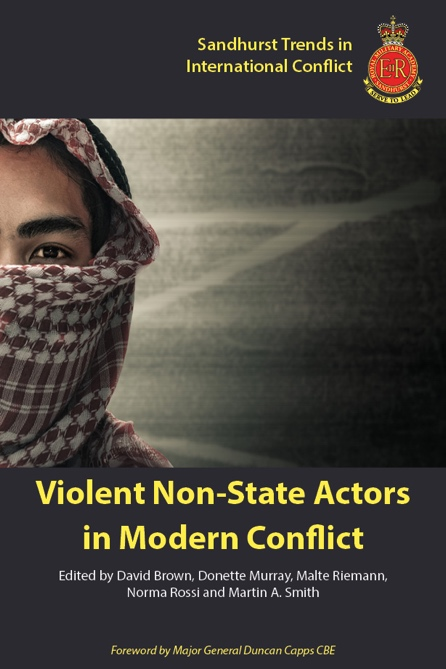 Sandhurst Trends in
International Conflict
ROYAL MILITARY ACADEMY
SANDHURST
EIIR
SERVE TO LEAD
Violent Non-State Actors
in Modern Conflict
Edited by David Brown, Donette Murray, Malte Riemann,
Norma Rossi and Martin A. Smith
Foreword by Major General Duncan Capps CBE